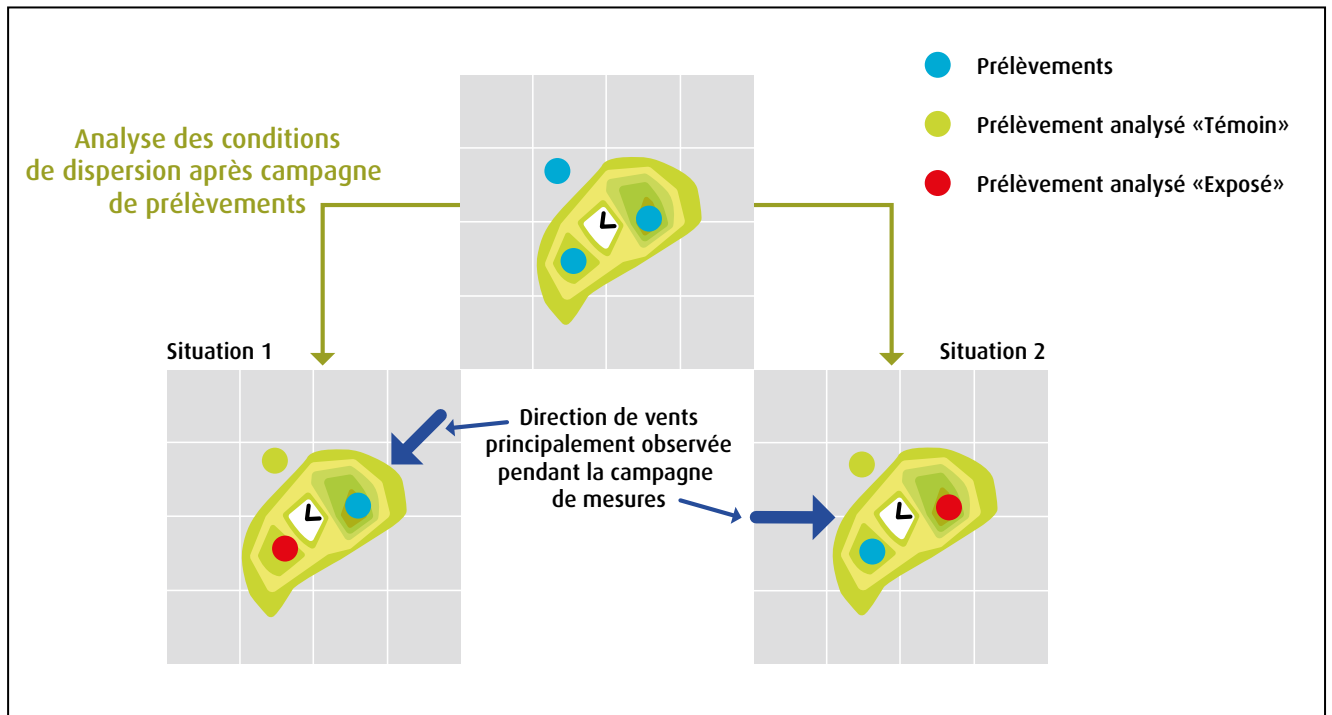 Analyse des conditions
de dispersion après campagne
de prélèvements
Prélèvements
Prélèvement analysé «Témoin»
Prélèvement analysé «Exposé»
Situation 1
Situation 2
Direction de vents
principalement observée
pendant la campagne
de mesures